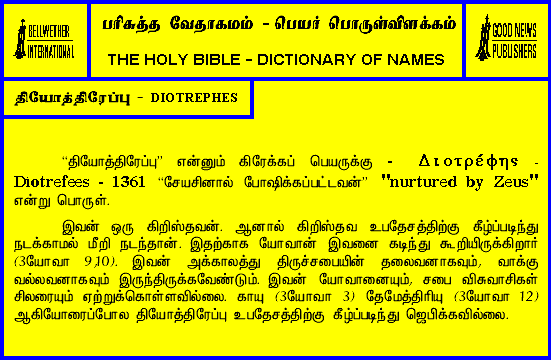 BELLWETHER
INTERNATIONAL
பரிசுத்த வேதாகமம் - பெயர் பொருள்விளக்கம்
THE HOLY BIBLE - DICTIONARY OF NAMES
GOOD NEWS
PUBLISHERS
தியோத்திரேப்பு - DIOTREPHES
“தியோத்திரேப்பு” என்னும் கிரேக்கப் பெயருக்கு - Διοτρέφης -
Diotrefees - 1361 “சேயசினால் போஷிக்கப்பட்டவன்” "nurtured by Zeus"
என்று பொருள்.
இவன் ஒரு கிறிஸ்தவன். ஆனால் கிறிஸ்தவ உபதேசத்திற்கு கீழ்ப்படிந்து
நடக்காமல் மீறி நடந்தான். இதற்காக யோவான் இவனை கடிந்து கூறியிருக்கிறார்
(3யோவா 9,10). இவன் அக்காலத்து திருச்சபையின் தலைவனாகவும், வாக்கு
வல்லவனாகவும் இருந்திருக்கவேண்டும். இவன் யோவானையும், சபை விசுவாசிகள்
சிலரையும் ஏற்றுக்கொள்ளவில்லை. காயு (3யோவா 3) தேமேத்திரியு (3யோவா 12)
ஆகியோரைப்போல தியோத்திரேப்பு உபதேசத்திற்கு கீழ்ப்படிந்து ஜெபிக்கவில்லை.